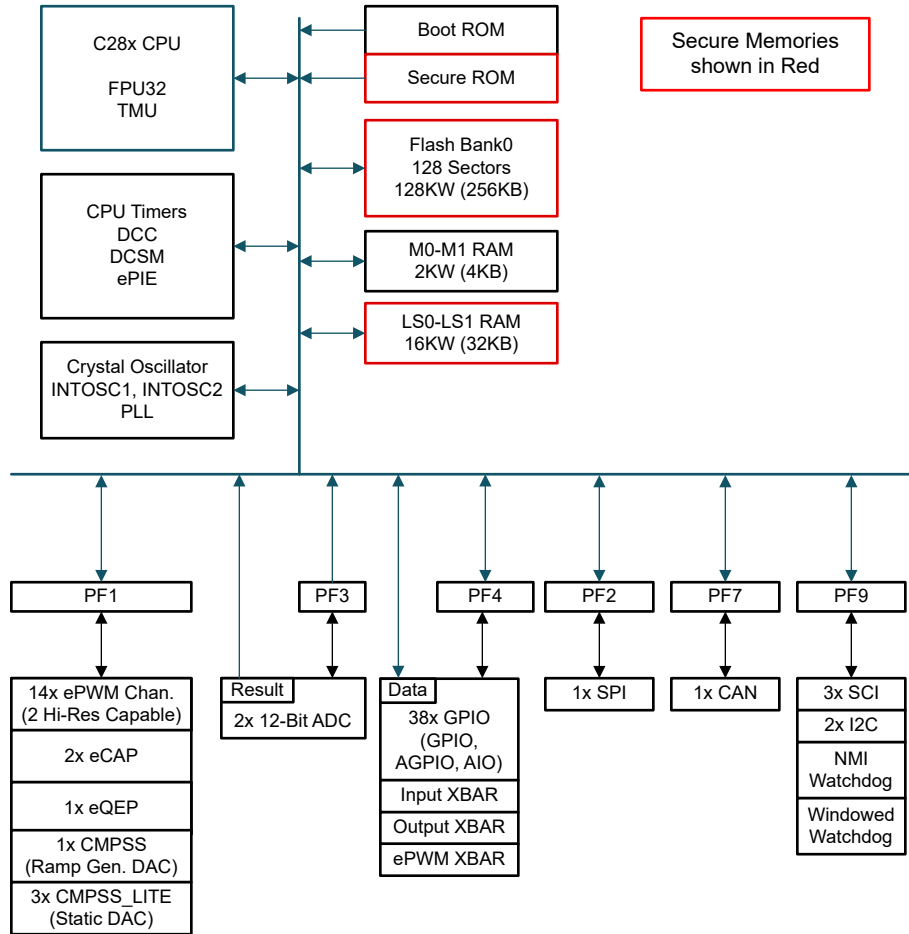 C28x CPU
FPU32
TMU
Boot ROM
Secure ROM
Secure Memories
shown in Red
Flash Bank0
128 Sectors
128KW (256KB)
CPU Timers
DCC
DCSM
ePIE
M0-M1 RAM
2KW (4KB)
LS0-LS1 RAM
16KW (32KB)
Crystal Oscillator
INTOSC1, INTOSC2
PLL
PF1
PF3
PF4
PF2
PF7
PF9
14x ePWM Chan.
(2 Hi-Res Capable)
2x eCAP
1x eQEP
1x CMPSS
(Ramp Gen. DAC)
3x CMPSS_LITE
(Static DAC)
Result
2x 12-Bit ADC
Data
38x GPIO
(GPIO,
AGPIO, AIO)
Input XBAR
Output XBAR
ePWM XBAR
1x SPI
1x CAN
3x SCI
2x I2C
NMI
Watchdog
Windowed
Watchdog